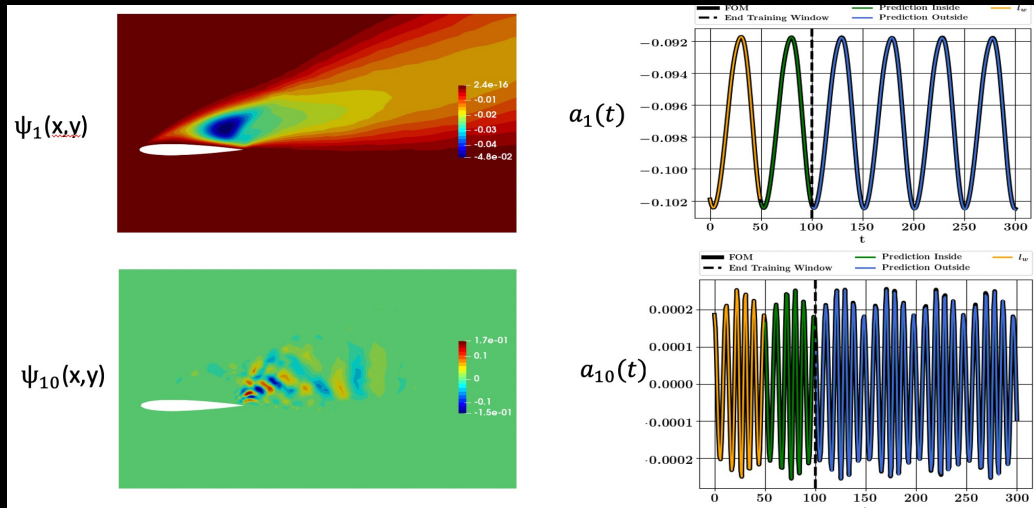 FOM
Prediction Inside
l_w
End Training Window
Prediction Outside
ψ₁(x,y)
2.4e-16
-0.01
-0.02
-0.03
-0.04
-4.8e-02
a₁(t)
−0.092
−0.094
−0.096
−0.098
−0.100
−0.102
0 50 100 150 200 250 300
t
FOM
Prediction Inside
l_w
End Training Window
Prediction Outside
ψ₁₀(x,y)
1.7e-01
0.1
0
-0.1
-1.5e-01
a₁₀(t)
0.0002
0.0001
0.0000
·0.0001
·0.0002
0 50 100 150 200 250 300